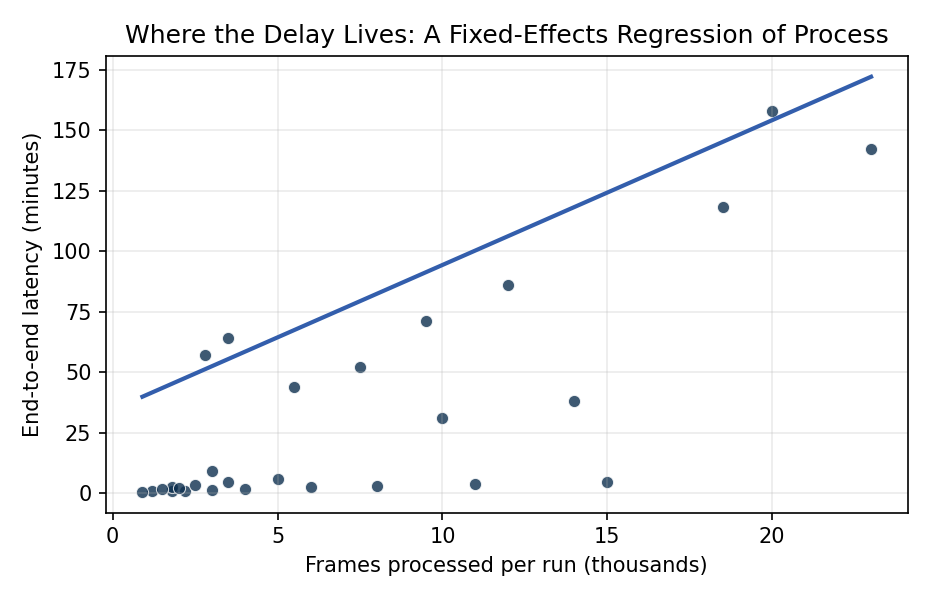 Where the Delay Lives: A Fixed-Effects Regression of Process
175
150
125
100
75
50
25
0
End-to-end latency (minutes)
0 5 10 15 20
Frames processed per run (thousands)